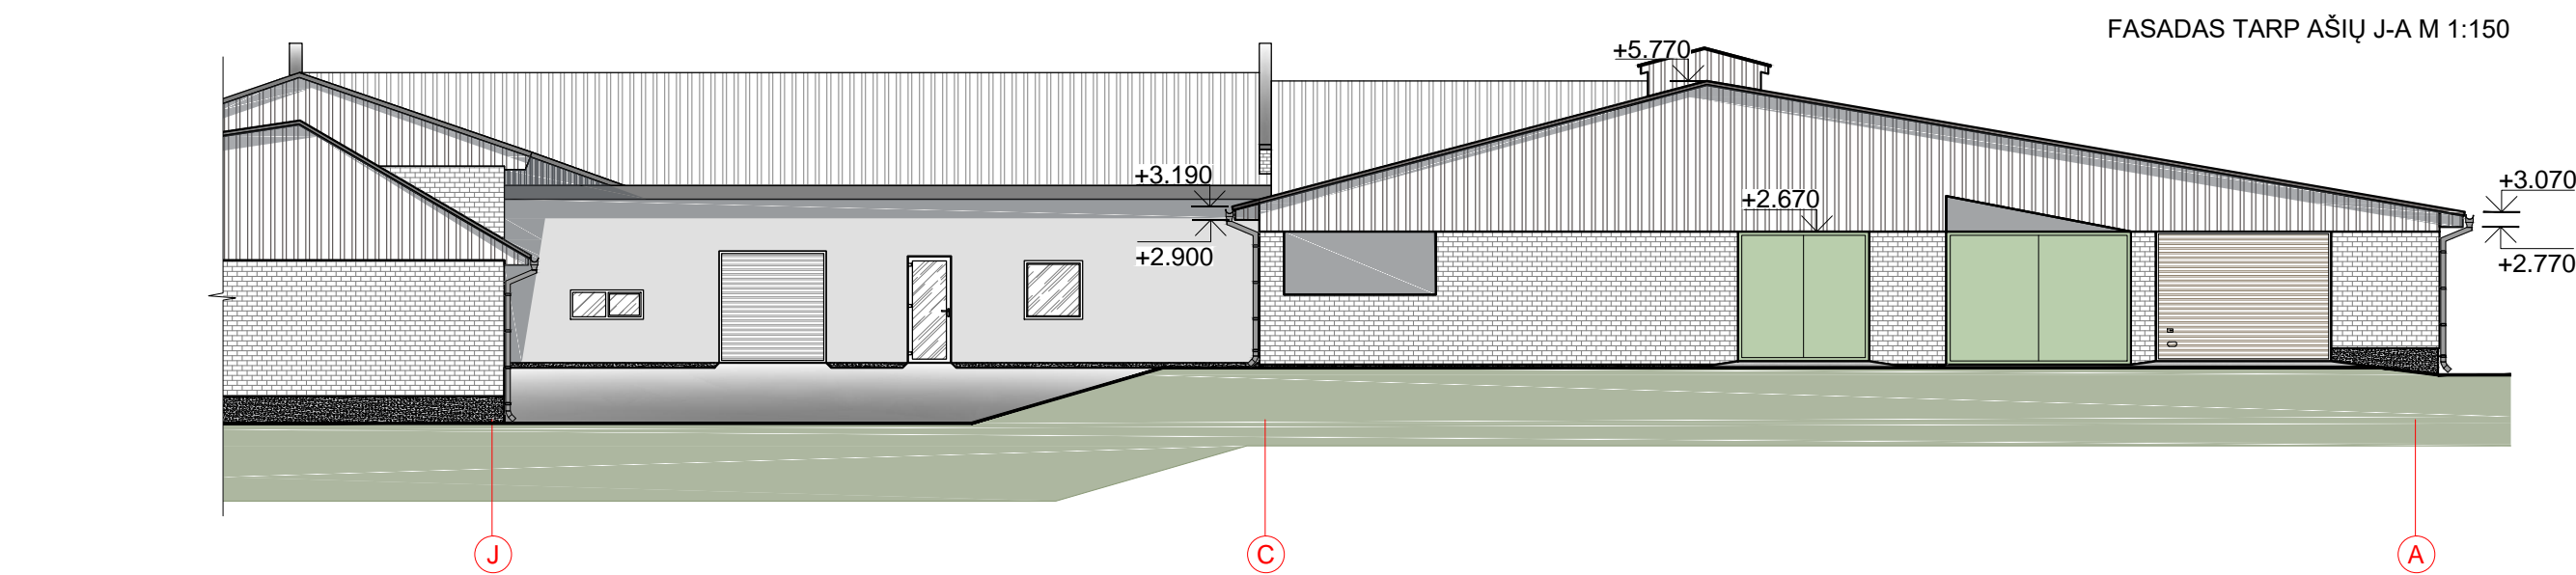 FASADAS TARP AŠIŲ J-A M 1:150
+5.770
+3.190
+2.900
+2.670
+3.070
+2.770
J
C
A